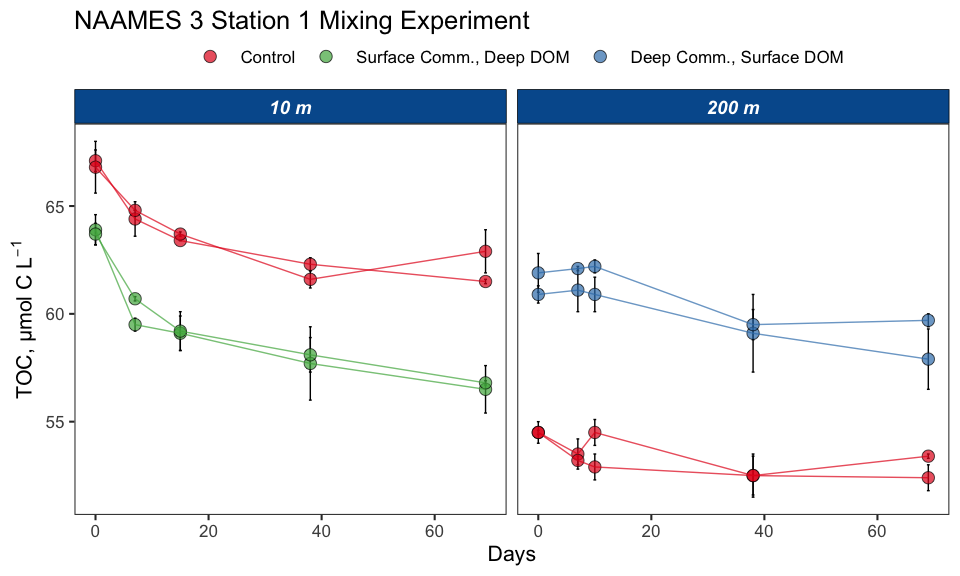 NAAMES 3 Station 1 Mixing Experiment
Control Surface Comm., Deep DOM Deep Comm., Surface DOM
10 m 200 m
TOC, μmol C L⁻¹
65
60
55
0 20 40 60 0 20 40 60
Days